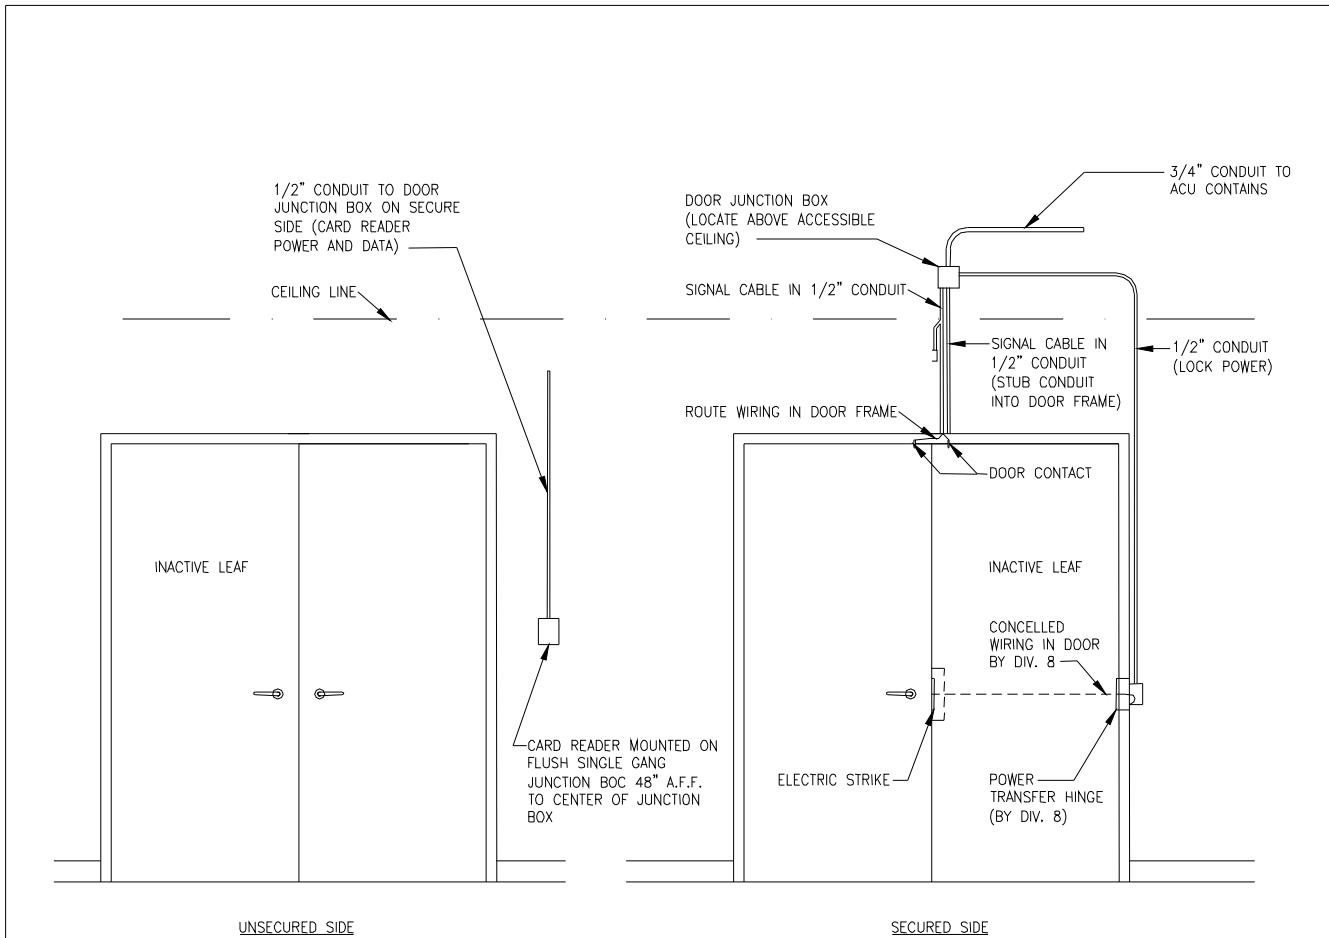 1/2" CONDUIT TO DOOR
JUNCTION BOX ON SECURE
SIDE (CARD READER
POWER AND DATA)
CEILING LINE
INACTIVE LEAF
CARD READER MOUNTED ON
FLUSH SINGLE GANG
JUNCTION BOC 48" A.F.F.
TO CENTER OF JUNCTION
BOX
UNSECURED SIDE
3/4" CONDUIT TO
ACU CONTAINS
DOOR JUNCTION BOX
(LOCATE ABOVE ACCESSIBLE
CEILING)
SIGNAL CABLE IN 1/2" CONDUIT
SIGNAL CABLE IN
1/2" CONDUIT
(STUB CONDUIT
INTO DOOR FRAME)
1/2" CONDUIT
(LOCK POWER)
ROUTE WIRING IN DOOR FRAME
DOOR CONTACT
INACTIVE LEAF
CONCELLED
WIRING IN DOOR
BY DIV. 8
ELECTRIC STRIKE
POWER
TRANSFER HINGE
(BY DIV. 8)
SECURED SIDE